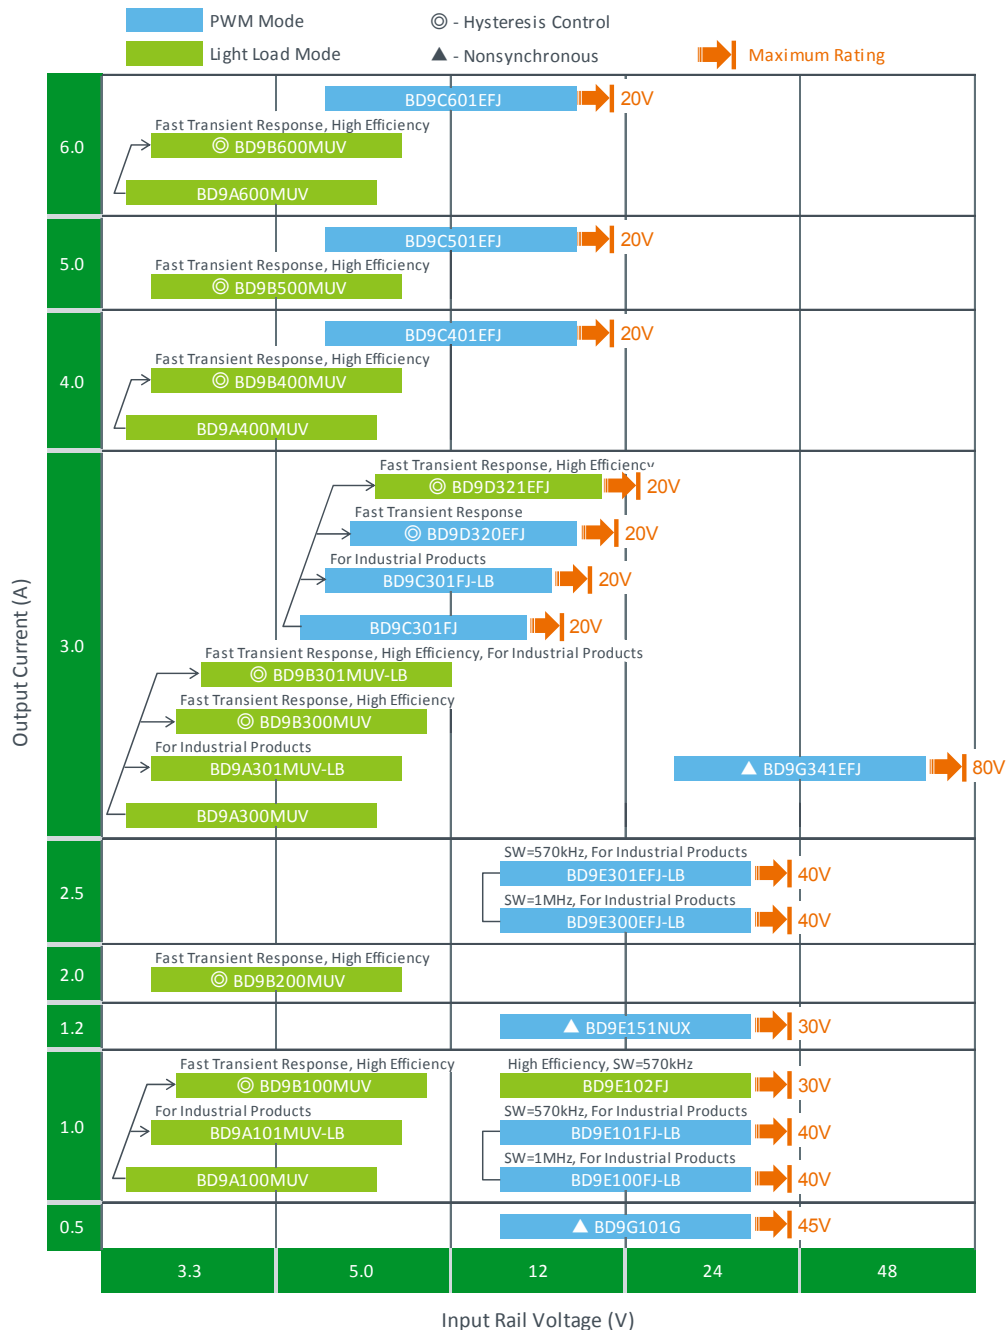 PWM Mode
◎ - Hysteresis Control
Light Load Mode
▲ - Nonsynchronous
Maximum Rating
Output Current (A)
6.0
BD9C601EFJ
20V
Fast Transient Response, High Efficiency
◎ BD9B600MUV
BD9A600MUV
5.0
BD9C501EFJ
20V
Fast Transient Response, High Efficiency
◎ BD9B500MUV
4.0
BD9C401EFJ
20V
Fast Transient Response, High Efficiency
◎ BD9B400MUV
BD9A400MUV
3.0
Fast Transient Response, High Efficiency
◎ BD9D321EFJ
20V
Fast Transient Response
◎ BD9D320EFJ
20V
For Industrial Products
BD9C301FJ-LB
20V
BD9C301FJ
20V
Fast Transient Response, High Efficiency, For Industrial Products
◎ BD9B301MUV-LB
Fast Transient Response, High Efficiency
◎ BD9B300MUV
For Industrial Products
BD9A301MUV-LB
▲ BD9G341EFJ
80V
BD9A300MUV
2.5
SW=570kHz, For Industrial Products
BD9E301EFJ-LB
40V
SW=1MHz, For Industrial Products
BD9E300EFJ-LB
40V
2.0
Fast Transient Response, High Efficiency
◎ BD9B200MUV
1.2
▲ BD9E151NUX
30V
1.0
Fast Transient Response, High Efficiency
◎ BD9B100MUV
High Efficiency, SW=570kHz
BD9E102FJ
30V
For Industrial Products
BD9A101MUV-LB
SW=570kHz, For Industrial Products
BD9E101FJ-LB
40V
BD9A100MUV
SW=1MHz, For Industrial Products
BD9E100FJ-LB
40V
0.5
▲ BD9G101G
45V
3.3
5.0
12
24
48
Input Rail Voltage (V)